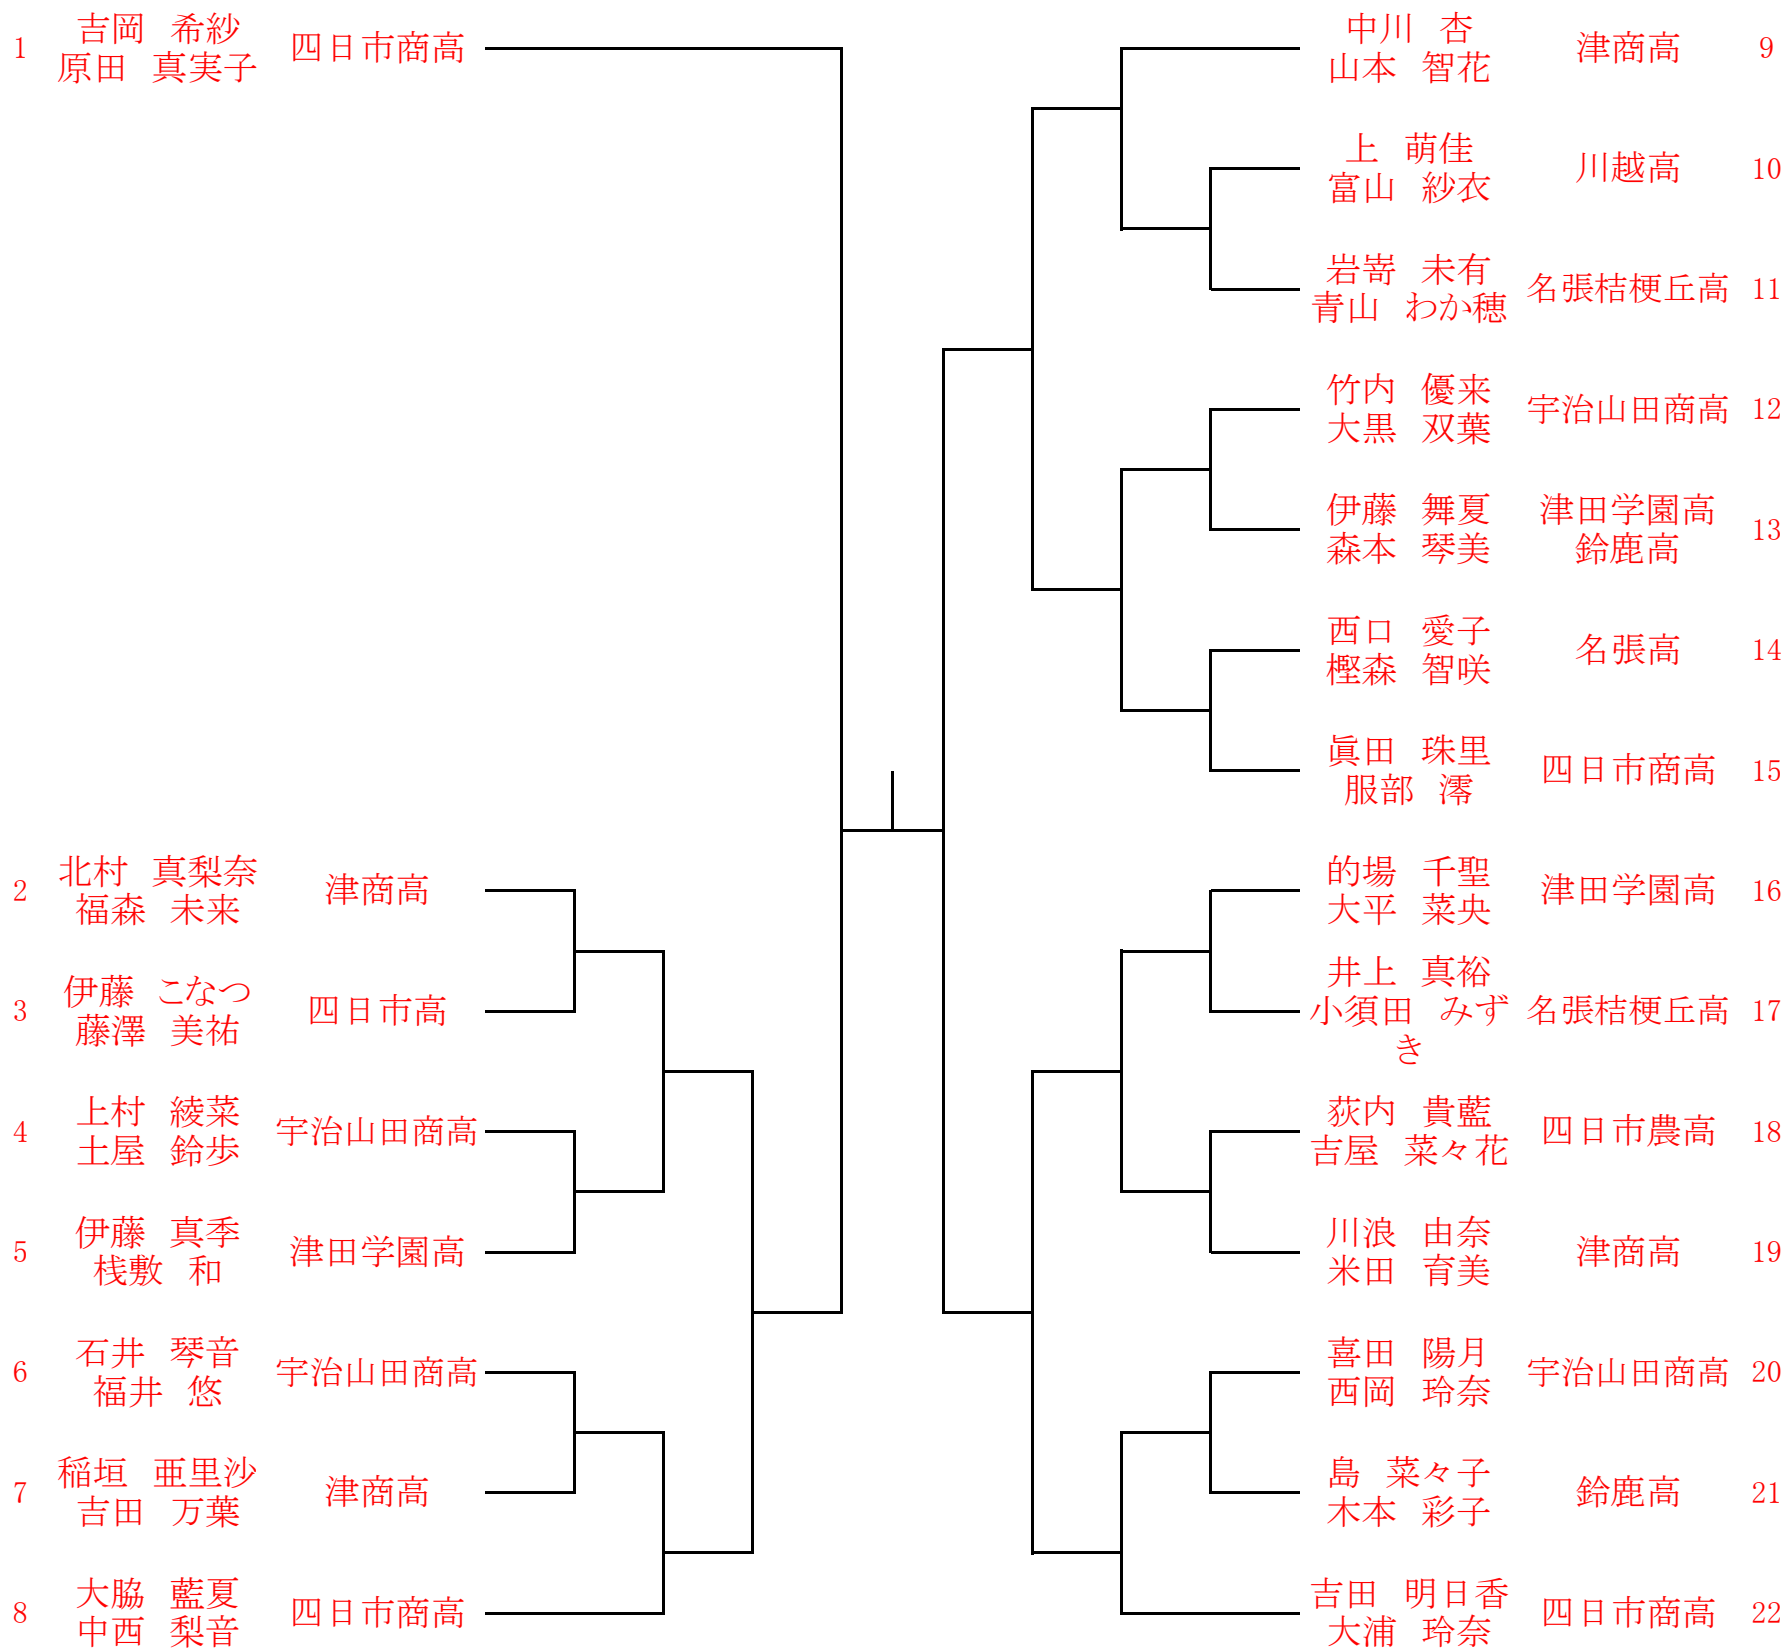 1
吉岡 希紗
原田 真実子
四日市商高
2
北村 真梨奈
福森 未来
津商高
3
伊藤 こなつ
藤澤 美祐
四日市高
4
上村 綾菜
土屋 鈴歩
宇治山田商高
5
伊藤 真季
桟敷 和
津田学園高
6
石井 琴音
福井 悠
宇治山田商高
7
稲垣 亜里沙
吉田 万葉
津商高
8
大脇 藍夏
中西 梨音
四日市商高
中川 杏
山本 智花
津商高
9
上 萌佳
富山 紗衣
川越高
10
岩嵜 未有
青山 わか穂
名張桔梗丘高
11
竹内 優来
大黒 双葉
宇治山田商高
12
伊藤 舞夏
森本 琴美
津田学園高
鈴鹿高
13
西口 愛子
樫森 智咲
名張高
14
眞田 珠里
服部 澪
四日市商高
15
的場 千聖
大平 菜央
津田学園高
16
井上 真裕
小須田 みず
き
名張桔梗丘高
17
荻内 貴藍
吉屋 菜々花
四日市農高
18
川浪 由奈
米田 育美
津商高
19
喜田 陽月
西岡 玲奈
宇治山田商高
20
島 菜々子
木本 彩子
鈴鹿高
21
吉田 明日香
大浦 玲奈
四日市商高
22